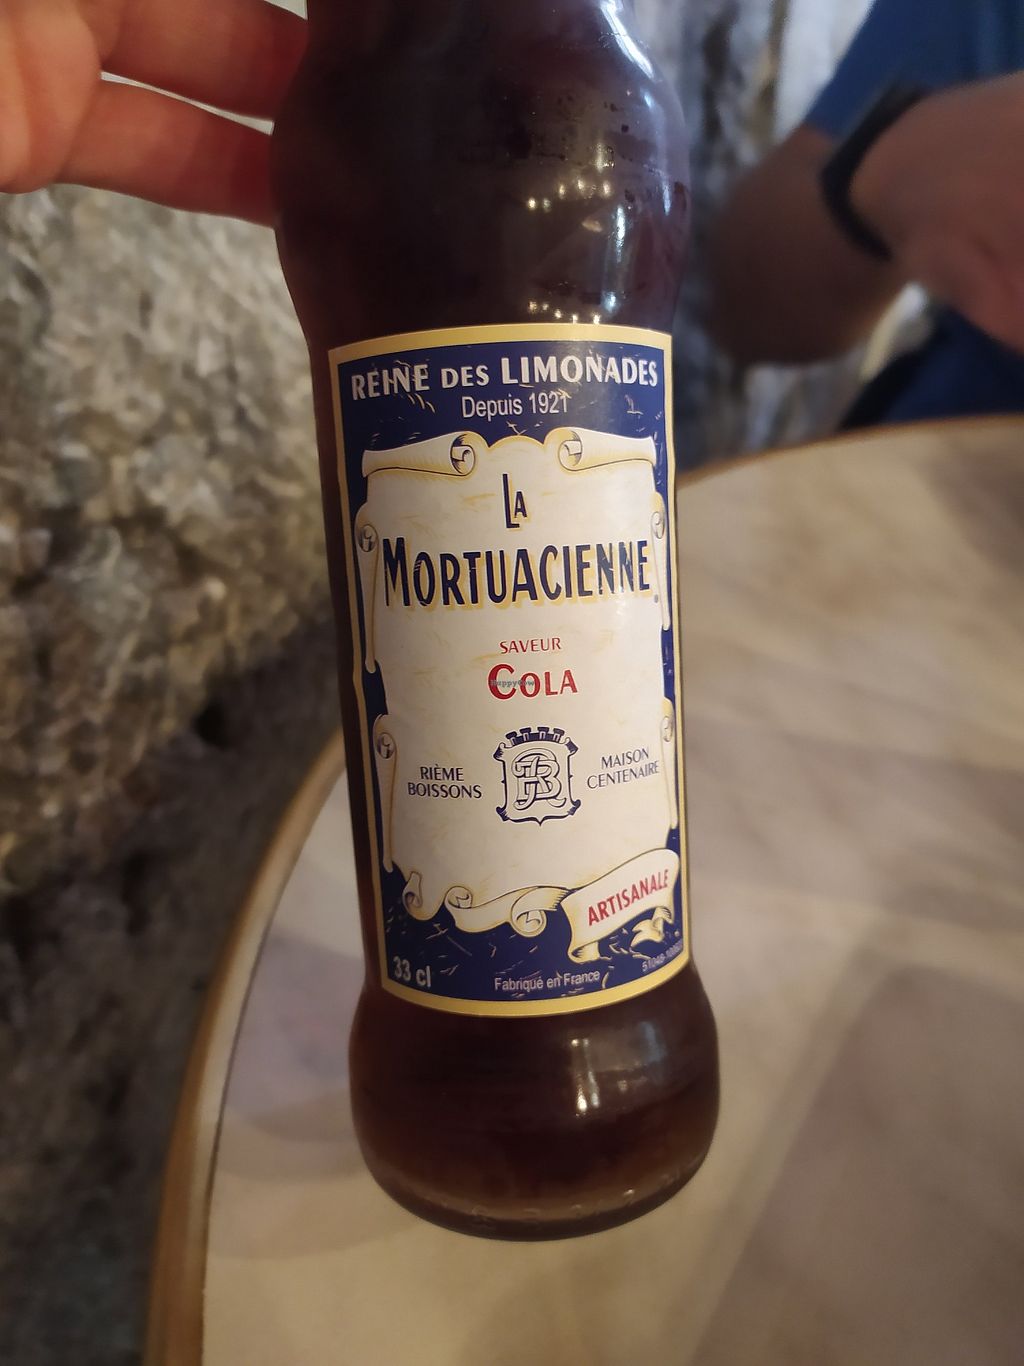 REINE DES LIMONADES
Depuis 1921
LA
MORTUACIENNE
SAVEUR
COLA
HappyCow
RIÈME
BOISSONS
MAISON
CENTENAIRE
ARTISANALE
33 cl
Fabriqué en France